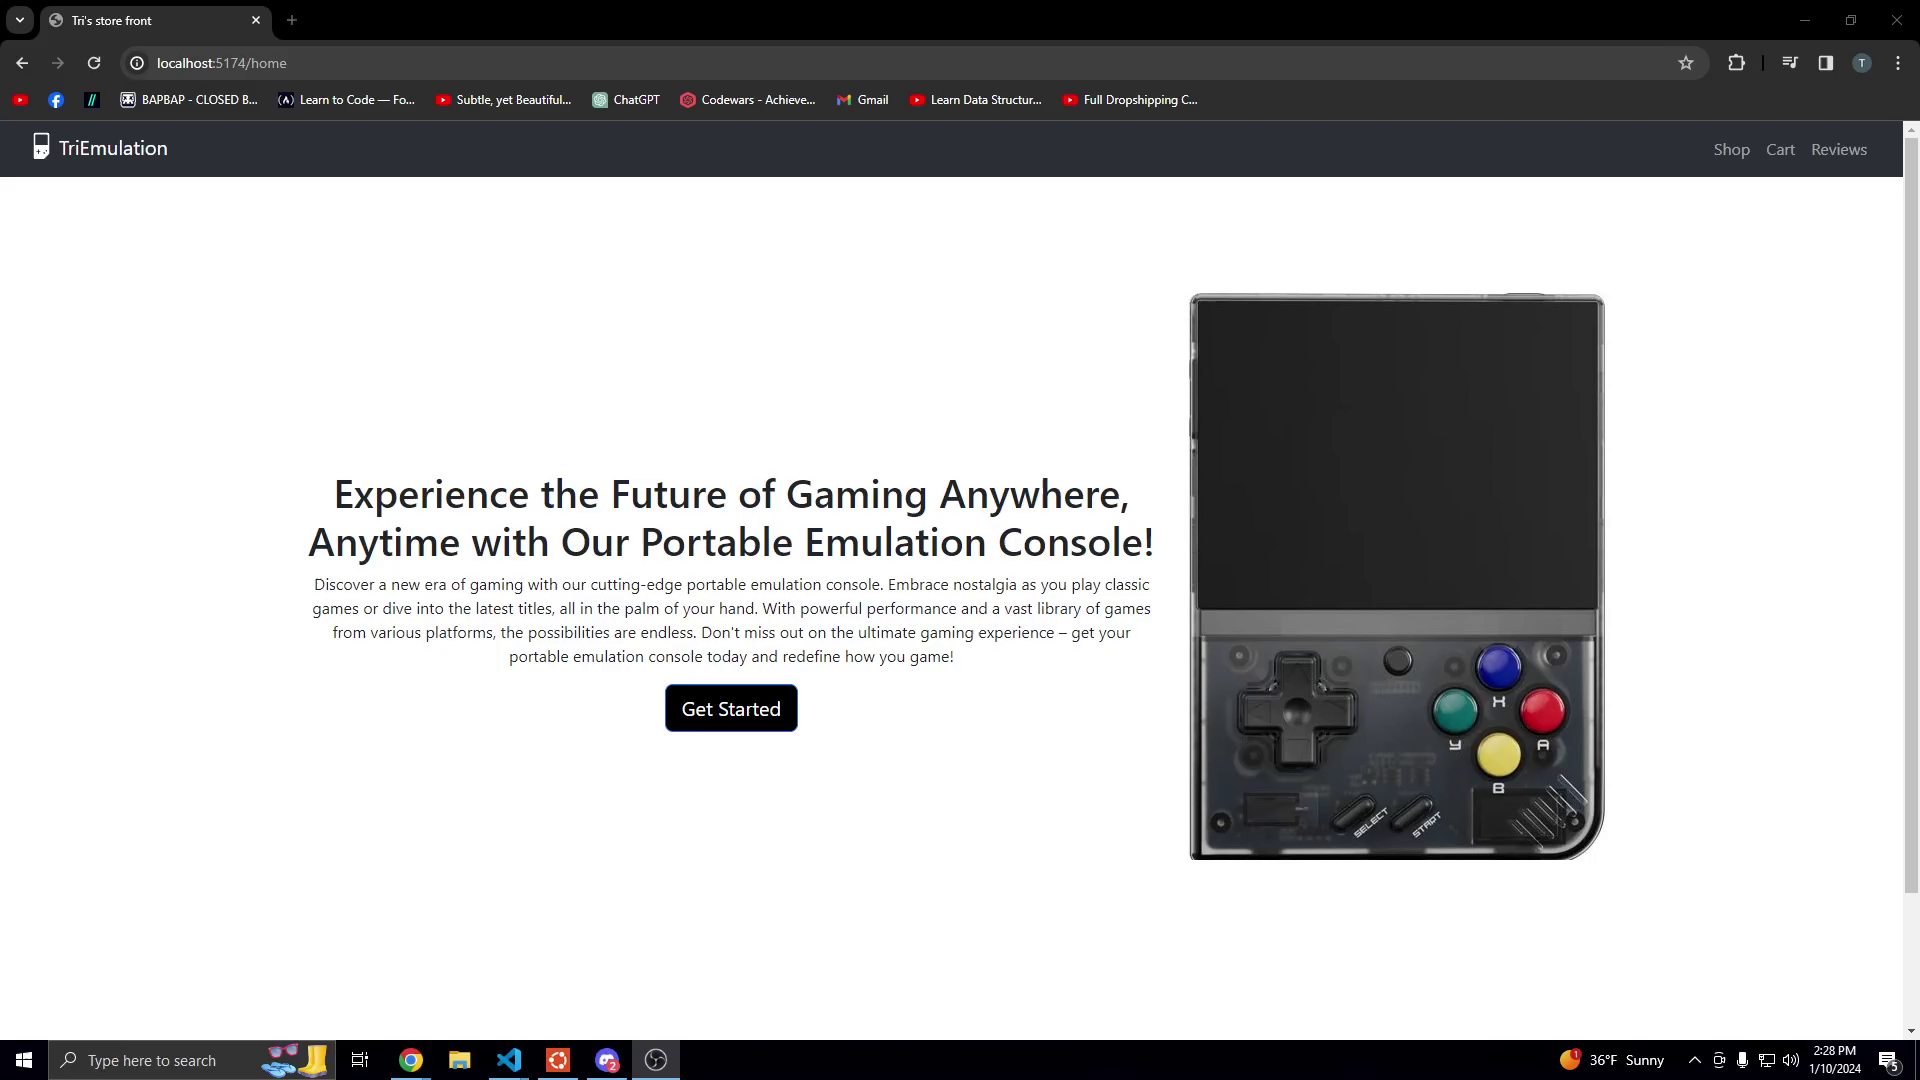 Tri's store front
localhost:5174/home
T
BAPBAP - CLOSED B...
Learn to Code — Fo...
Subtle, yet Beautiful...
ChatGPT
Codewars - Achieve...
Gmail
Learn Data Structur...
Full Dropshipping C...
TriEmulation
Shop
Cart
Reviews
Experience the Future of Gaming Anywhere,
Anytime with Our Portable Emulation Console!
Discover a new era of gaming with our cutting-edge portable emulation console. Embrace nostalgia as you play classic
games or dive into the latest titles, all in the palm of your hand. With powerful performance and a vast library of games
from various platforms, the possibilities are endless. Don't miss out on the ultimate gaming experience – get your
portable emulation console today and redefine how you game!
Get Started
X
Y
A
B
SELECT
START
Type here to search
2
1
36°F Sunny
2:28 PM
1/10/2024
5